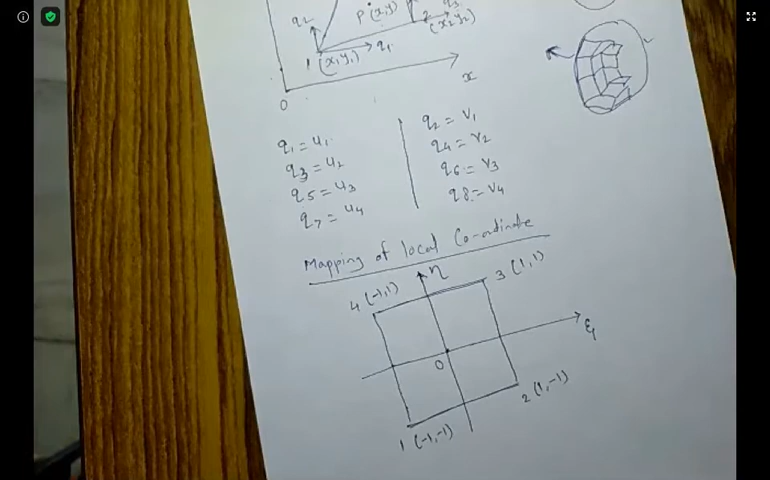 q2
P (x,y)
2
q3
(x2 y2)
1 (x1 y1)
q1
x
0
q1 = u1
q3 = u2
q5 = u3
q7 = u4
q2 = v1
q4 = v2
q6 = v3
q8 = v4
Mapping of local Co-ordinate
η
4 (-1,1)
3 (1,1)
ξ
0
2 (1,-1)
1 (-1,-1)